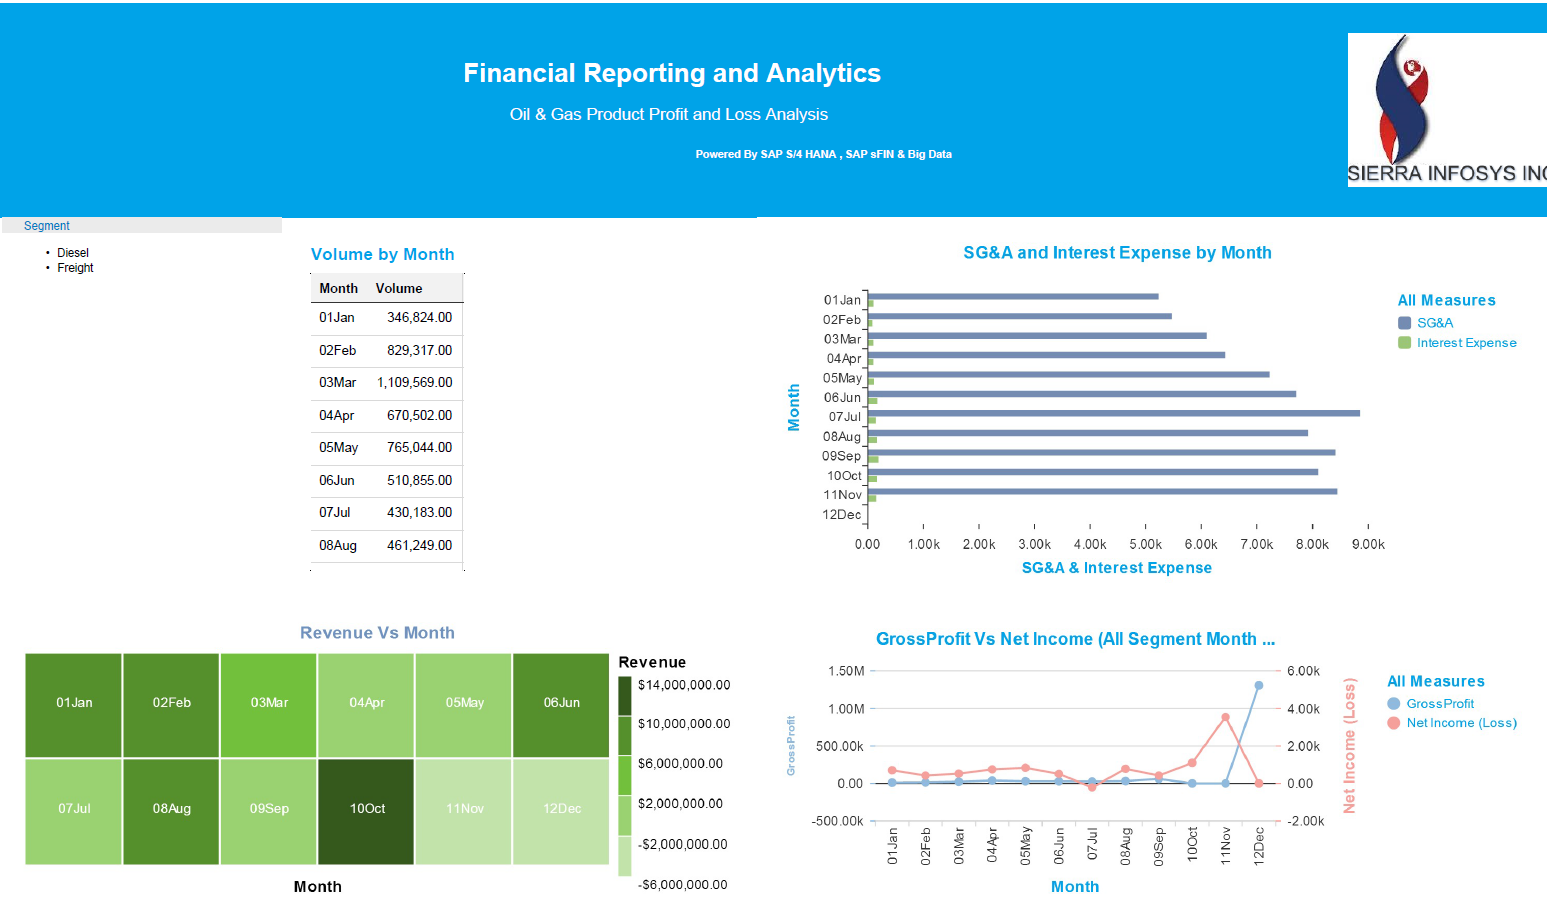 Financial Reporting and Analytics
Oil & Gas Product Profit and Loss Analysis
Powered By SAP S/4 HANA , SAP sFIN & Big Data
SIERRA INFOSYS INC
Segment
• Diesel
• Freight
Volume by Month
Month Volume
01Jan 346,824.00
02Feb 829,317.00
03Mar 1,109,569.00
04Apr 670,502.00
05May 765,044.00
06Jun 510,855.00
07Jul 430,183.00
08Aug 461,249.00
SG&A and Interest Expense by Month
Month
01Jan
02Feb
03Mar
04Apr
05May
06Jun
07Jul
08Aug
09Sep
10Oct
11Nov
12Dec
0.00 1.00k 2.00k 3.00k 4.00k 5.00k 6.00k 7.00k 8.00k 9.00k
SG&A & Interest Expense
All Measures
SG&A
Interest Expense
Revenue Vs Month
01Jan 02Feb 03Mar 04Apr 05May 06Jun
07Jul 08Aug 09Sep 10Oct 11Nov 12Dec
Month
Revenue
$14,000,000.00
$10,000,000.00
$6,000,000.00
$2,000,000.00
-$2,000,000.00
-$6,000,000.00
GrossProfit Vs Net Income (All Segment Month ...
GrossProfit
1.50M
1.00M
500.00k
0.00
-500.00k
6.00k
4.00k
2.00k
0.00
-2.00k
Net Income (Loss)
01Jan 02Feb 03Mar 04Apr 05May 06Jun 07Jul 08Aug 09Sep 10Oct 11Nov 12Dec
Month
All Measures
GrossProfit
Net Income (Loss)